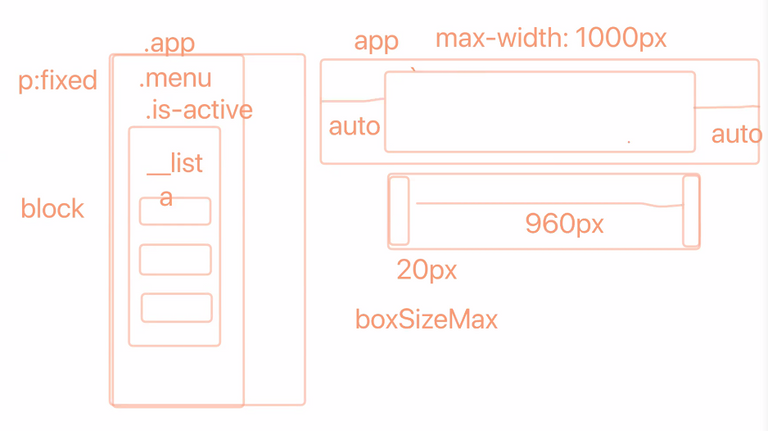 .app
p:fixed
.menu
.is-active
__list
a
block
app
max-width: 1000px
auto
auto
960px
20px
boxSizeMax